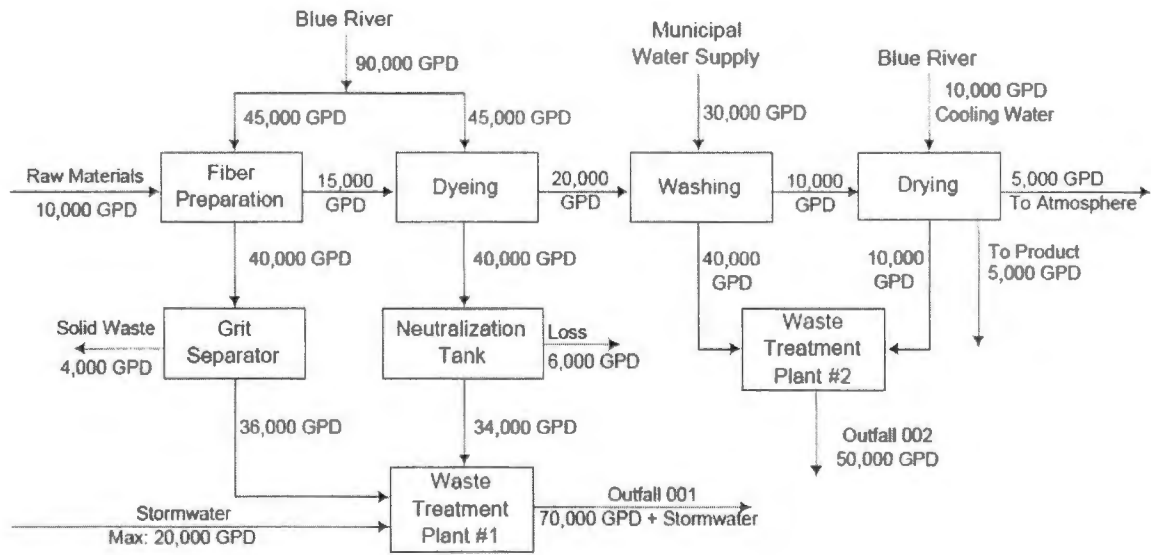 Blue River
90,000 GPD
45,000 GPD
45,000 GPD
Municipal
Water Supply
30,000 GPD
Blue River
10,000 GPD
Cooling Water
Raw Materials
10,000 GPD
Fiber
Preparation
15,000
GPD
Dyeing
20,000
GPD
Washing
10,000
GPD
Drying
5,000 GPD
To Atmosphere
40,000 GPD
40,000 GPD
40,000
GPD
10,000
GPD
To Product
5,000 GPD
Solid Waste
4,000 GPD
Grit
Separator
Neutralization
Tank
Loss
6,000 GPD
Waste
Treatment
Plant #2
36,000 GPD
34,000 GPD
Outfall 002
50,000 GPD
Stormwater
Max: 20,000 GPD
Waste
Treatment
Plant #1
Outfall 001
70,000 GPD + Stormwater